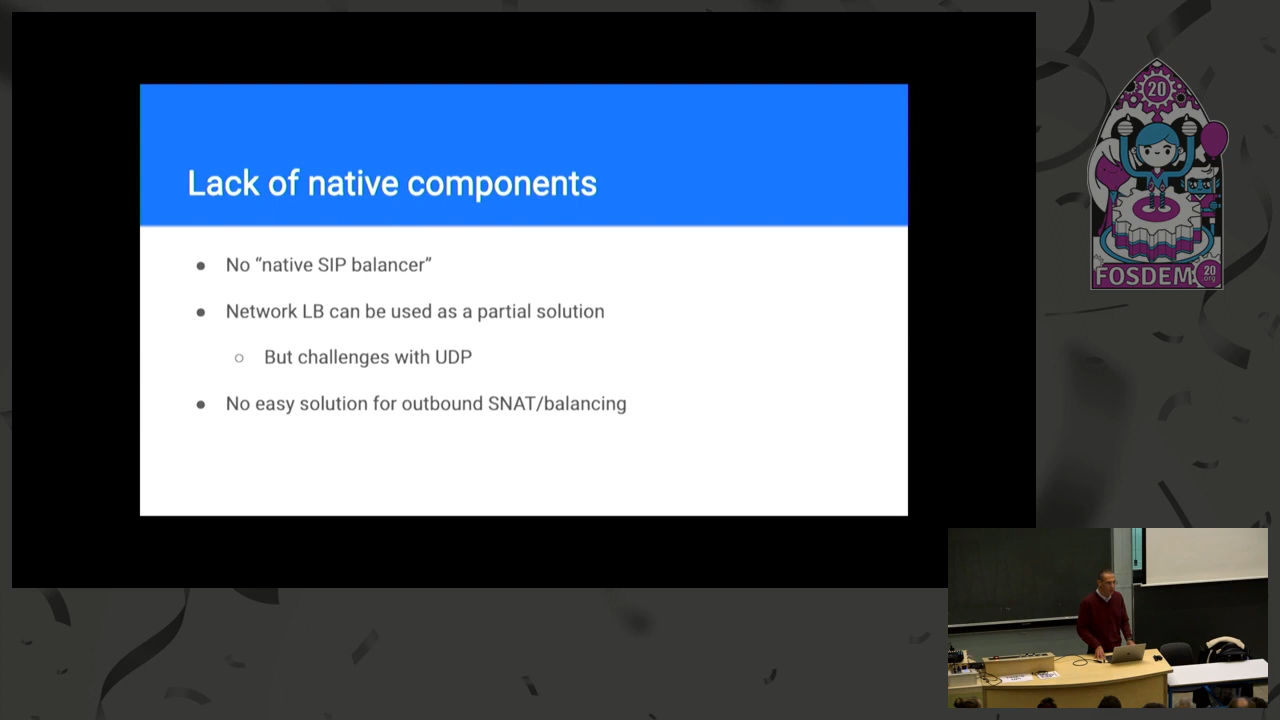 Lack of native components
● No “native SIP balancer”
● Network LB can be used as a partial solution
○ But challenges with UDP
● No easy solution for outbound SNAT/balancing
20
FOSDEM
20
.org